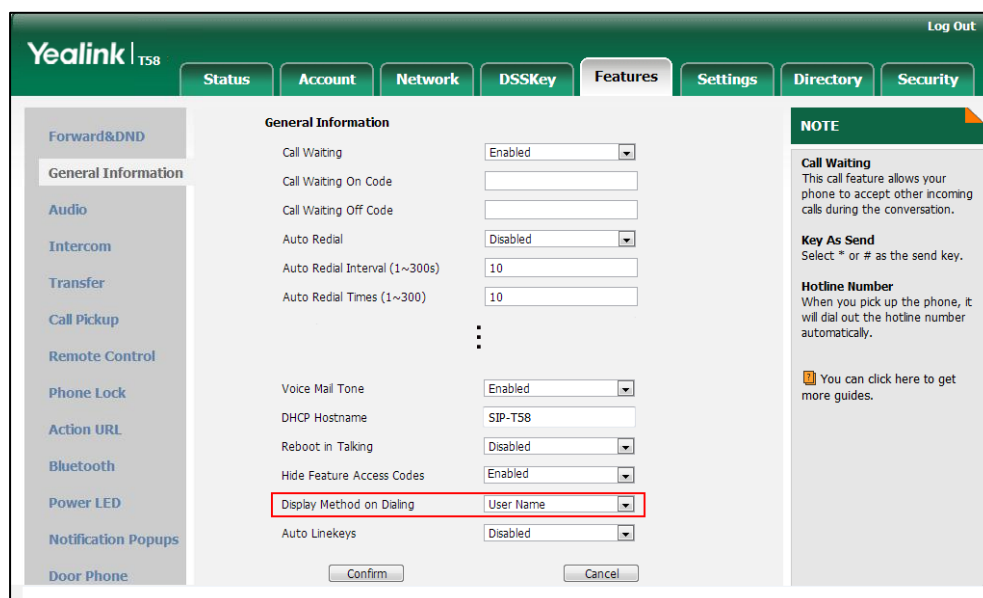 Log Out
Yealink | T58
Status Account Network DSSKey Features Settings Directory Security
Forward&DND
General Information
Audio
Intercom
Transfer
Call Pickup
Remote Control
Phone Lock
Action URL
Bluetooth
Power LED
Notification Popups
Door Phone
General Information
Call Waiting Enabled
Call Waiting On Code
Call Waiting Off Code
Auto Redial Disabled
Auto Redial Interval (1~300s) 10
Auto Redial Times (1~300) 10
Voice Mail Tone Enabled
DHCP Hostname SIP-T58
Reboot in Talking Disabled
Hide Feature Access Codes Enabled
Display Method on Dialing User Name
Auto Linekeys Disabled
Confirm Cancel
NOTE
Call Waiting
This call feature allows your
phone to accept other incoming
calls during the conversation.
Key As Send
Select * or # as the send key.
Hotline Number
When you pick up the phone, it
will dial out the hotline number
automatically.
? You can click here to get
more guides.